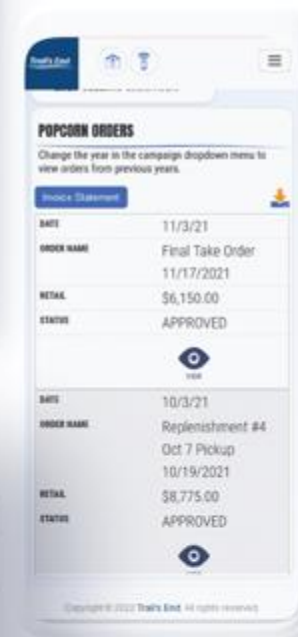 Trail's End
POPCORN ORDERS
Change the year in the campaign dropdown menu to
view orders from previous years.
Invoice Statement
DATE 11/3/21
ORDER NAME Final Take Order
11/17/2021
RETAIL $6,150.00
STATUS APPROVED
VIEW
DATE 10/3/21
ORDER NAME Replenishment #4
Oct 7 Pickup
10/19/2021
RETAIL $8,775.00
STATUS APPROVED
Copyright © 2022 Trail's End. All rights reserved.